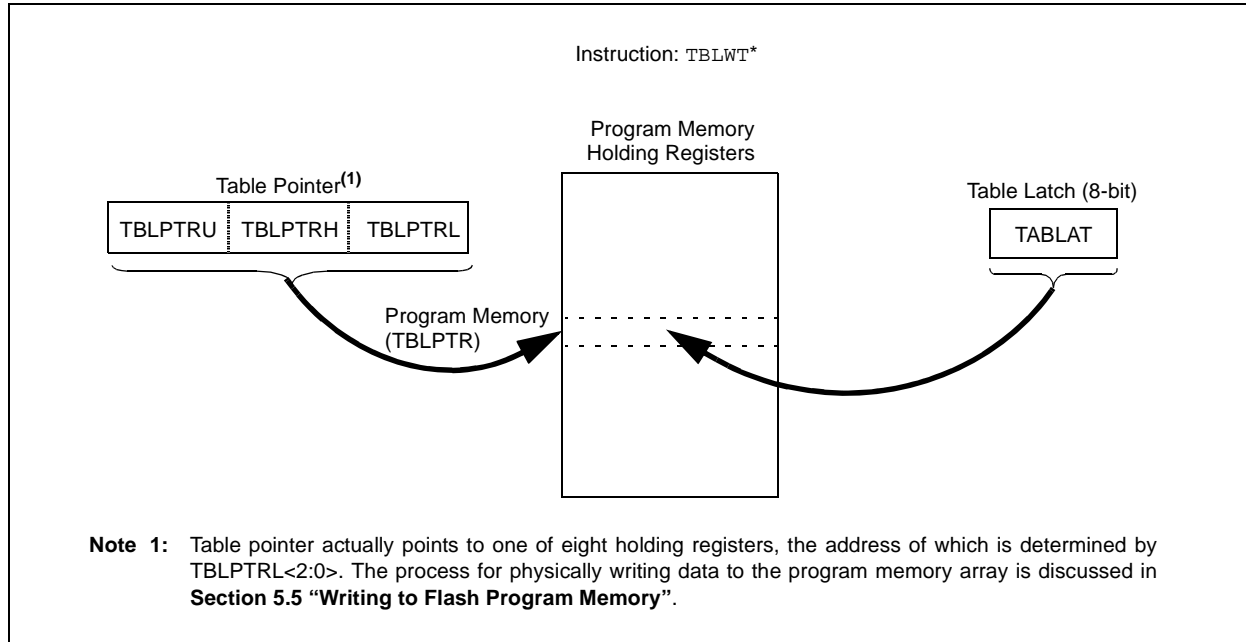 Instruction: TBLWT*
Program Memory
Holding Registers
Table Pointer(1)
Table Latch (8-bit)
TBLPTRU TBLPTRH TBLPTRL
TABLAT
Program Memory
(TBLPTR)
Note 1: Table pointer actually points to one of eight holding registers, the address of which is determined by
TBLPTRL<2:0>. The process for physically writing data to the program memory array is discussed in
Section 5.5 “Writing to Flash Program Memory”.